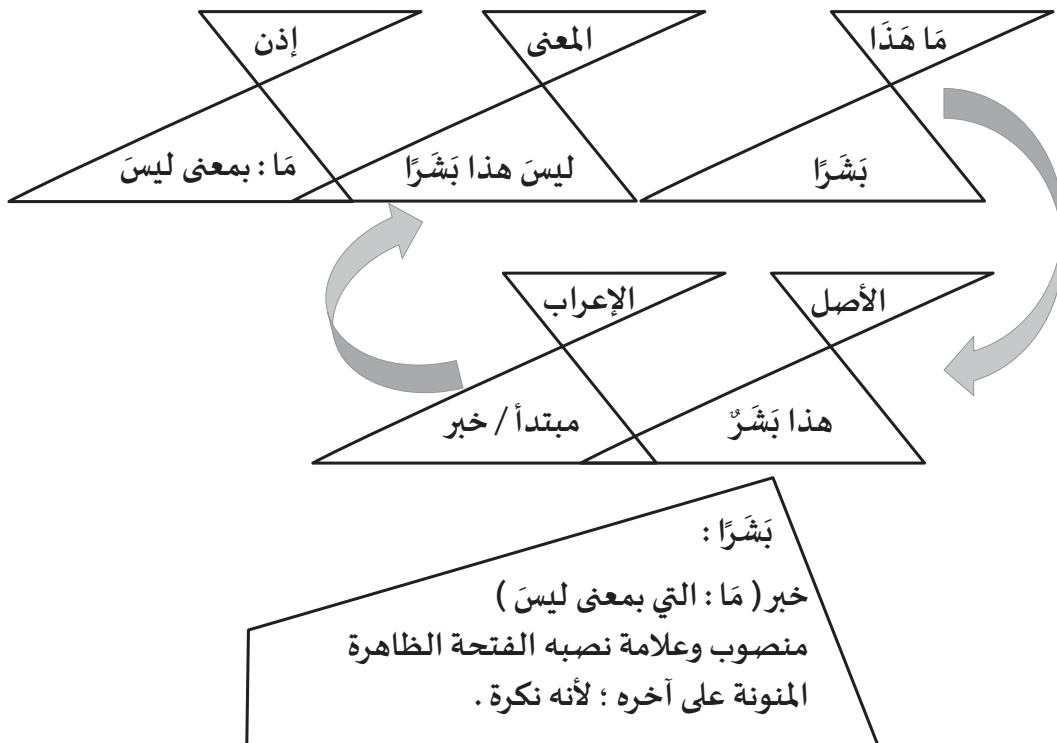 مَا هَذَا
بَشَرًا
المعنى
ليسَ هذا بَشَرًا
إذن
مَا : بمعنى ليسَ
الأصل
هذا بَشَرٌ
الإعراب
مبتدأ / خبر
بَشَرًا :
خبر ( مَا : التي بمعنى ليسَ )
منصوب وعلامة نصبه الفتحة الظاهرة
المنونة على آخره ؛ لأنه نكرة .